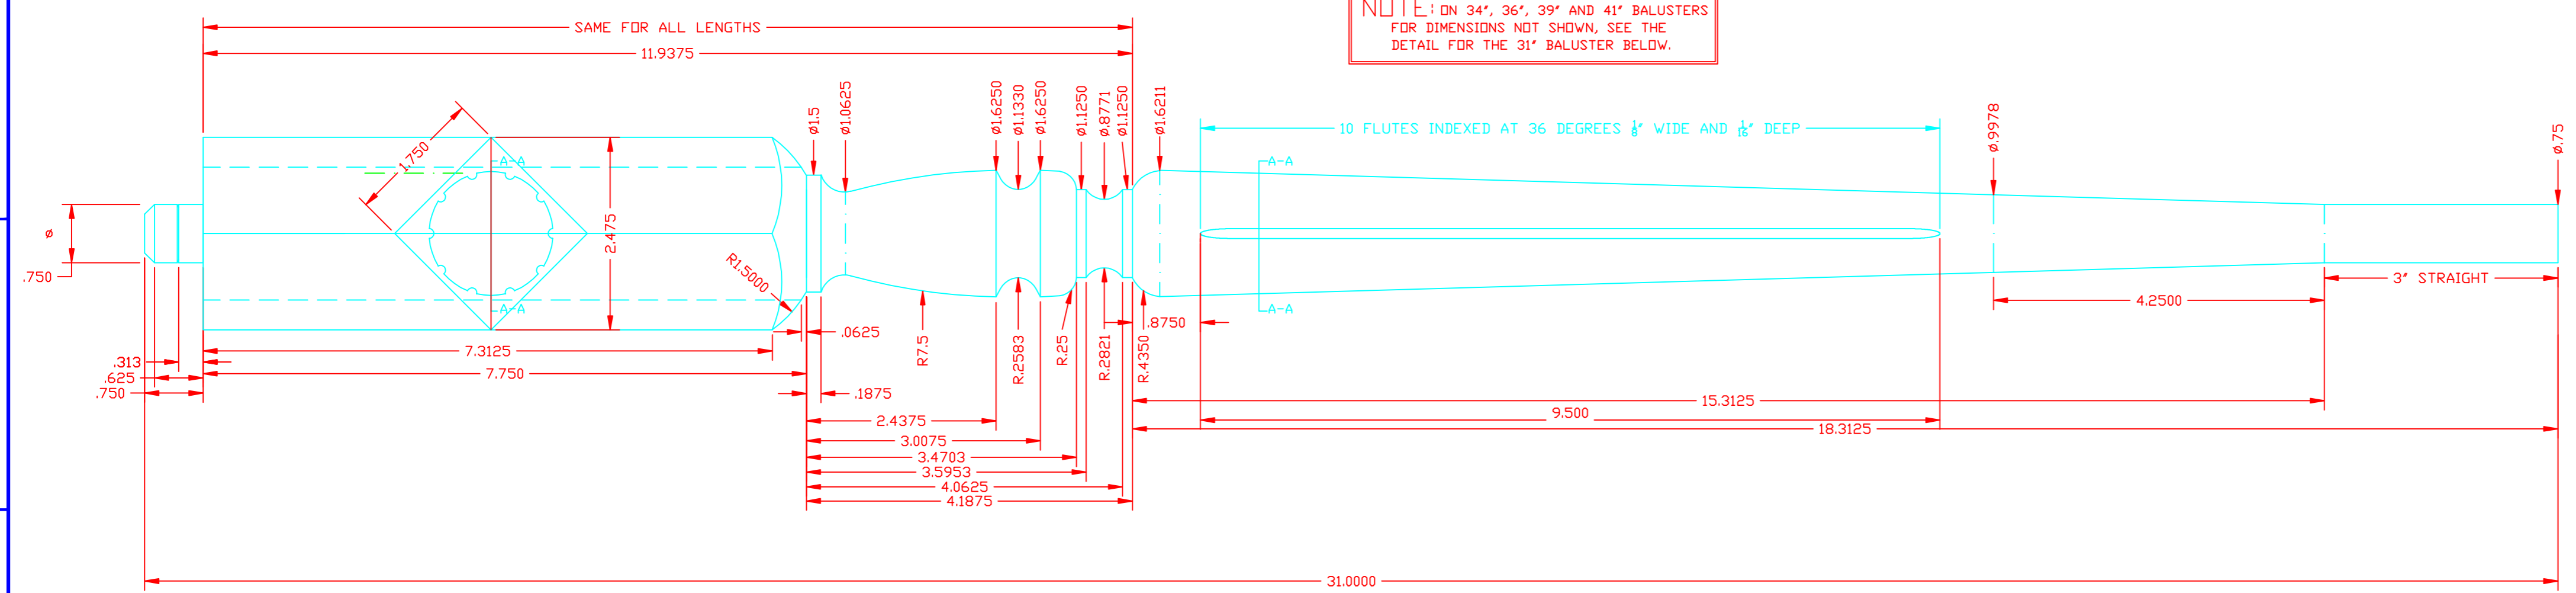 NOTE: ON 34", 36", 39" AND 41" BALUSTERS
FOR DIMENSIONS NOT SHOWN, SEE THE
DETAIL FOR THE 31" BALUSTER BELOW.
SAME FOR ALL LENGTHS
11.9375
1.750
A-A
A-A
2.475
ø
.750
R1.5000
ø1.5
ø1.0625
ø1.6250
ø1.1330
ø1.6250
ø1.1250
ø.8771
ø1.1250
ø1.6211
10 FLUTES INDEXED AT 36 DEGREES 1/8" WIDE AND 1/16" DEEP
A-A
A-A
ø.9978
ø.75
3" STRAIGHT
4.2500
.8750
.0625
7.3125
.313
.625
.750
7.750
.1875
R7.5
R.2583
R.25
R.2821
R.4350
2.4375
3.0075
3.4703
3.5953
4.0625
4.1875
15.3125
9.500
18.3125
31.0000